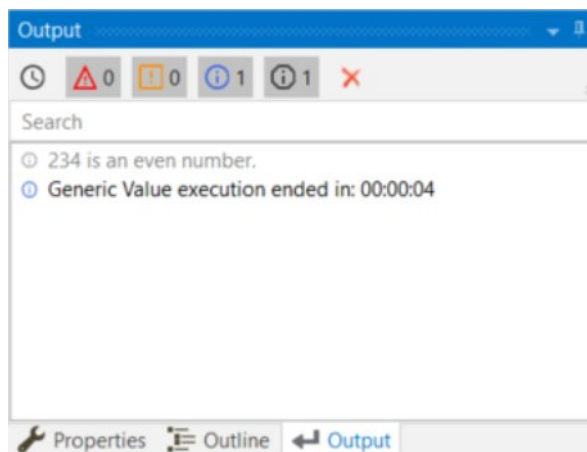 Output
0 0 1 1
Search
234 is an even number.
Generic Value execution ended in: 00:00:04
Properties Outline Output